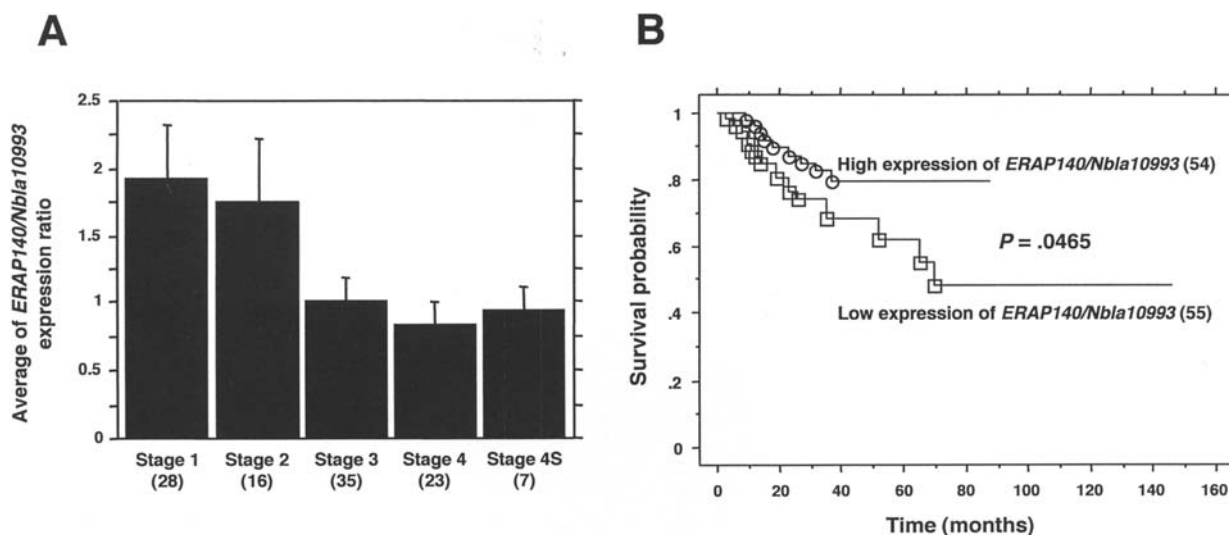 A
Average of ERAP140/Nbla10993
expression ratio
2.5
2
1.5
1
0.5
0
Stage 1
(28)
Stage 2
(16)
Stage 3
(35)
Stage 4
(23)
Stage 4S
(7)
B
Survival probability
1
.8
.6
.4
.2
0
High expression of ERAP140/Nbla10993 (54)
P = .0465
Low expression of ERAP140/Nbla10993 (55)
0 20 40 60 80 100 120 140 160
Time (months)